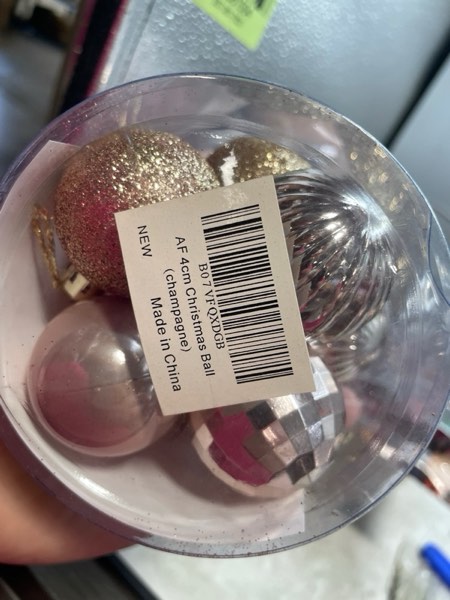 B07VFQXDGB
AF 4cm Christmas Ball
(champagne)
NEW
Made in China